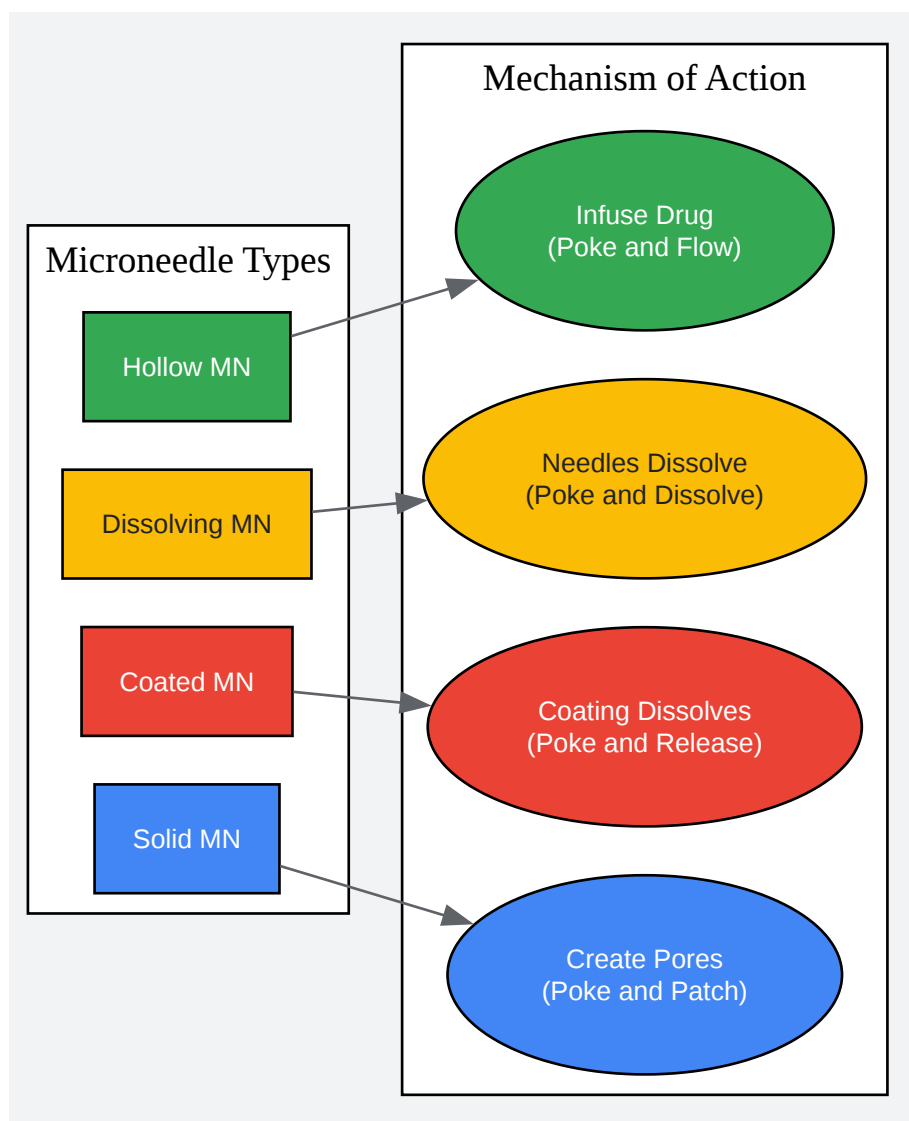 Microneedle Types
Hollow MN
Dissolving MN
Coated MN
Solid MN
Mechanism of Action
Infuse Drug
(Poke and Flow)
Needles Dissolve
(Poke and Dissolve)
Coating Dissolves
(Poke and Release)
Create Pores
(Poke and Patch)